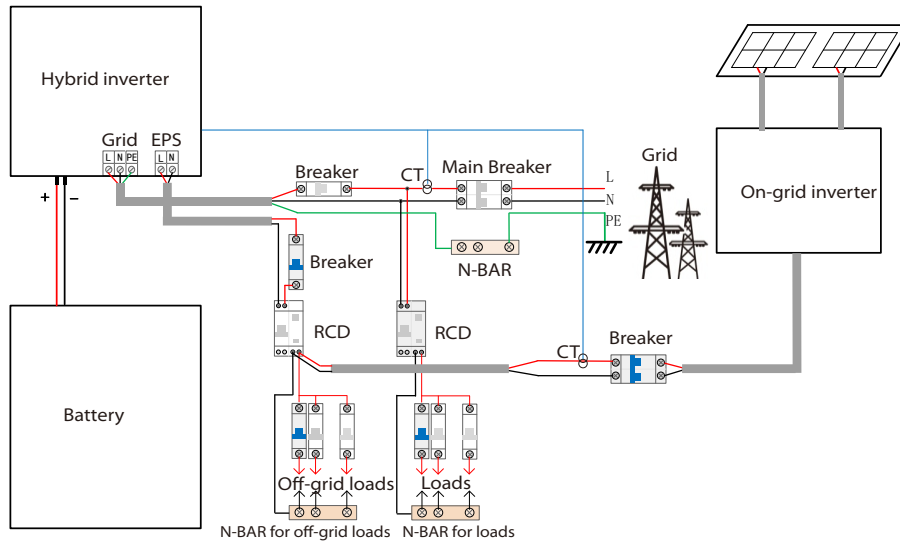 Hybrid inverter
Grid EPS
L N PE L N
+ −
Breaker
CT
Main Breaker
L
N
PE
Grid
On-grid inverter
N-BAR
Breaker
RCD
RCD
CT
Breaker
Battery
Off-grid loads
Loads
N-BAR for off-grid loads
N-BAR for loads